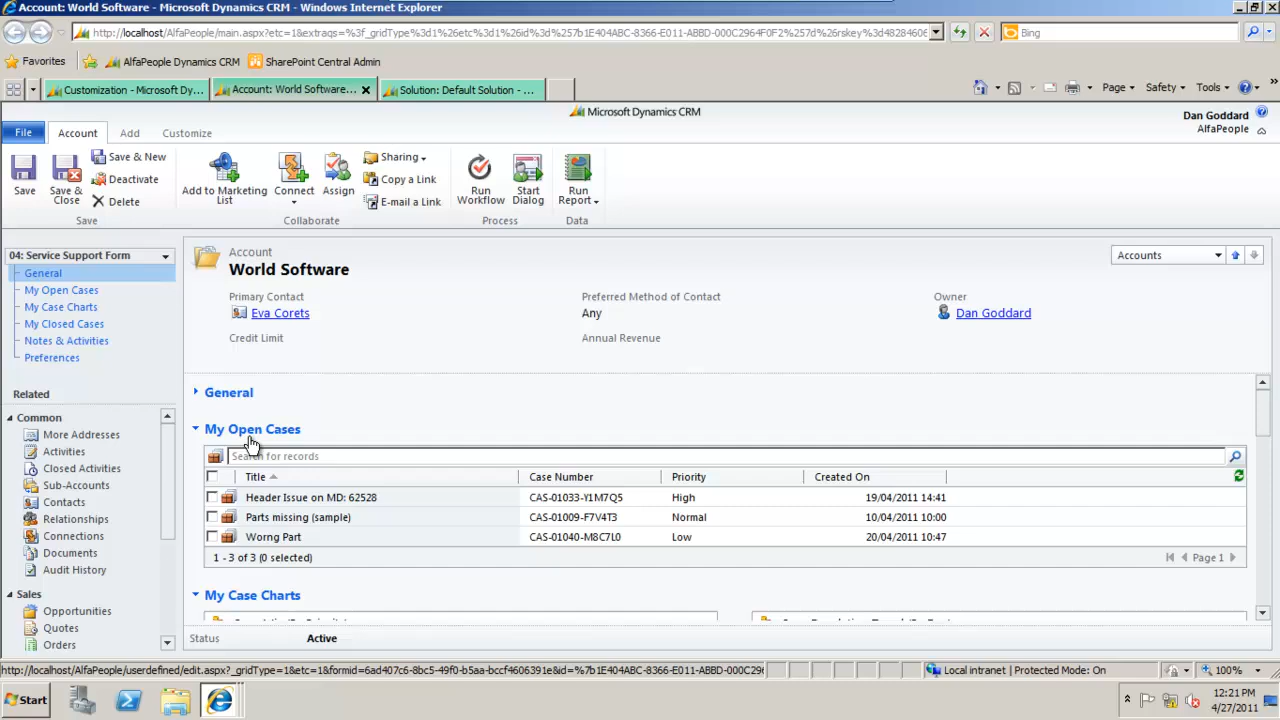 Account: World Software - Microsoft Dynamics CRM - Windows Internet Explorer
http://localhost/AlfaPeople/main.aspx?etc=1&extraqs=%3f_gridType%3d1%26etc%3d1%26id%3d%257b1E404ABC-8366-E011-ABBD-000C2964F0F2%257d%26rskey%3d48284606
Bing
Favorites
AlfaPeople Dynamics CRM
SharePoint Central Admin
Customization - Microsoft Dy...
Account: World Software...
Solution: Default Solution - ...
Page
Safety
Tools
Microsoft Dynamics CRM
Dan Goddard
AlfaPeople
File
Account
Add
Customize
Save
Save & Close
Save & New
Deactivate
Delete
Save
Add to Marketing List
Connect
Assign
Sharing
Copy a Link
E-mail a Link
Collaborate
Run Workflow
Start Dialog
Process
Run Report
Data
04: Service Support Form
General
My Open Cases
My Case Charts
My Closed Cases
Notes & Activities
Preferences
Related
Common
More Addresses
Activities
Closed Activities
Sub-Accounts
Contacts
Relationships
Connections
Documents
Audit History
Sales
Opportunities
Quotes
Orders
Account
World Software
Accounts
Primary Contact
Preferred Method of Contact
Owner
Eva Corets
Any
Dan Goddard
Credit Limit
Annual Revenue
General
My Open Cases
Search for records
Title Case Number Priority Created On
Header Issue on MD: 62528 CAS-01033-Y1M7Q5 High 19/04/2011 14:41
Parts missing (sample) CAS-01009-F7V4T3 Normal 10/04/2011 10:00
Worng Part CAS-01040-M8C7L0 Low 20/04/2011 10:47
1 - 3 of 3 (0 selected)
Page 1
My Case Charts
Status Active
http://localhost/AlfaPeople/userdefined/edit.aspx?_gridType=1&etc=1&formid=6ad407c6-8bc5-49f0-b5aa-bccf4606391e&id=%7b1E404ABC-8366-E011-ABBD-000C29
Local intranet | Protected Mode: On
100%
Start
12:21 PM
4/27/2011